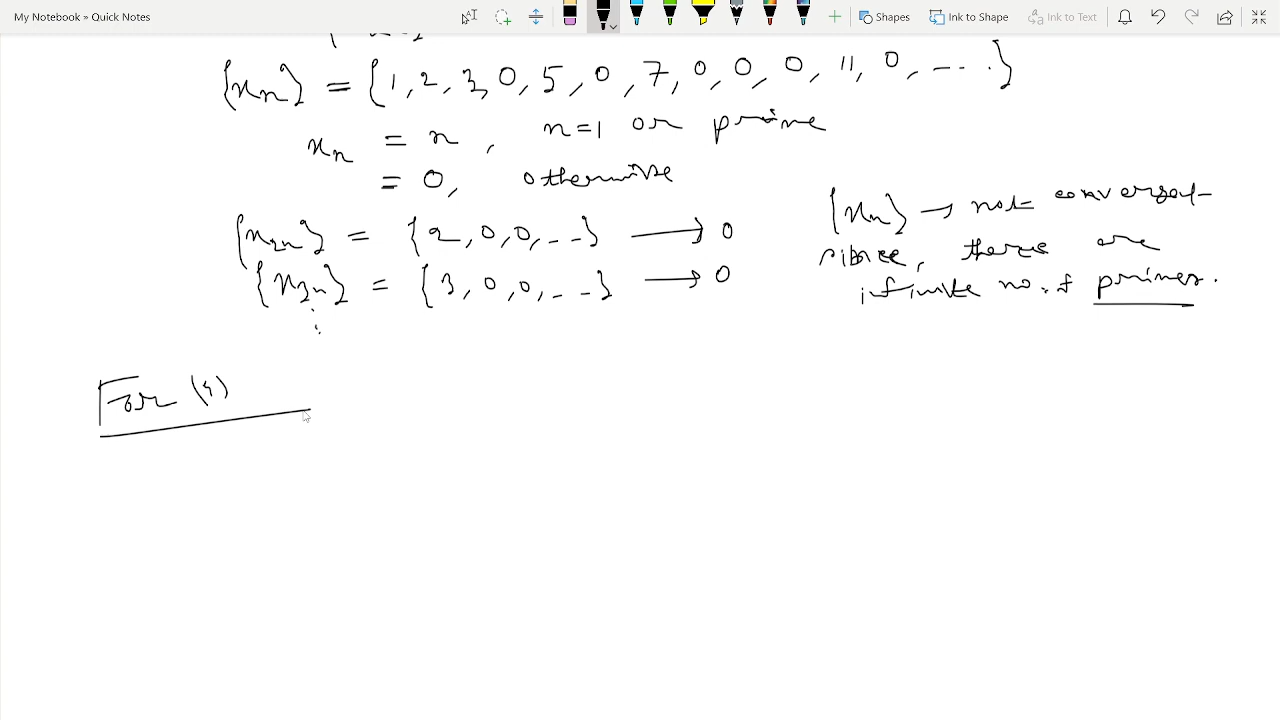 My Notebook » Quick Notes
Shapes
Ink to Shape
Ink to Text
{xn} = {1, 2, 3, 0, 5, 0, 7, 0, 0, 0, 11, 0, ....}
xn = n, n=1 or prime
= 0, otherwise
{x2n} = {2, 0, 0, ...} → 0
{x3n} = {3, 0, 0, ...} → 0
⋮
{xn} → not convergent
since, there are
infinite no. of primes.
For (4)